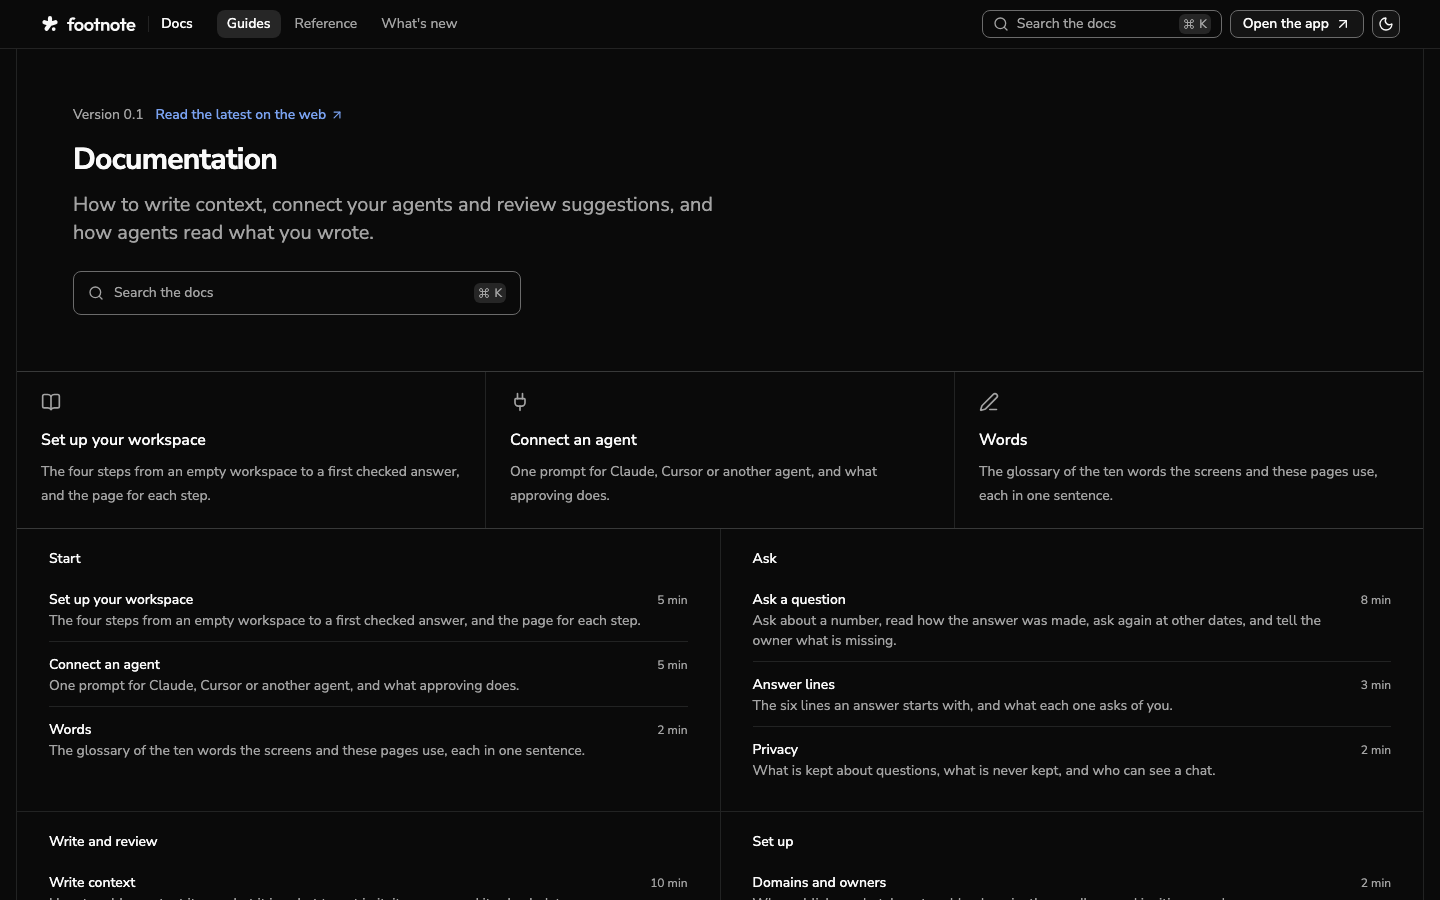 footnote
Docs
Guides
Reference
What's new
Search the docs
⌘ K
Open the app
Version 0.1
Read the latest on the web
Documentation
How to write context, connect your agents and review suggestions, and
how agents read what you wrote.
Search the docs
⌘ K
Set up your workspace
The four steps from an empty workspace to a first checked answer,
and the page for each step.
Connect an agent
One prompt for Claude, Cursor or another agent, and what
approving does.
Words
The glossary of the ten words the screens and these pages use,
each in one sentence.
Start
Set up your workspace
5 min
The four steps from an empty workspace to a first checked answer, and the page for each step.
Connect an agent
5 min
One prompt for Claude, Cursor or another agent, and what approving does.
Words
2 min
The glossary of the ten words the screens and these pages use, each in one sentence.
Ask
Ask a question
8 min
Ask about a number, read how the answer was made, ask again at other dates, and tell the
owner what is missing.
Answer lines
3 min
The six lines an answer starts with, and what each one asks of you.
Privacy
2 min
What is kept about questions, what is never kept, and who can see a chat.
Write and review
Write context
10 min
Set up
Domains and owners
2 min